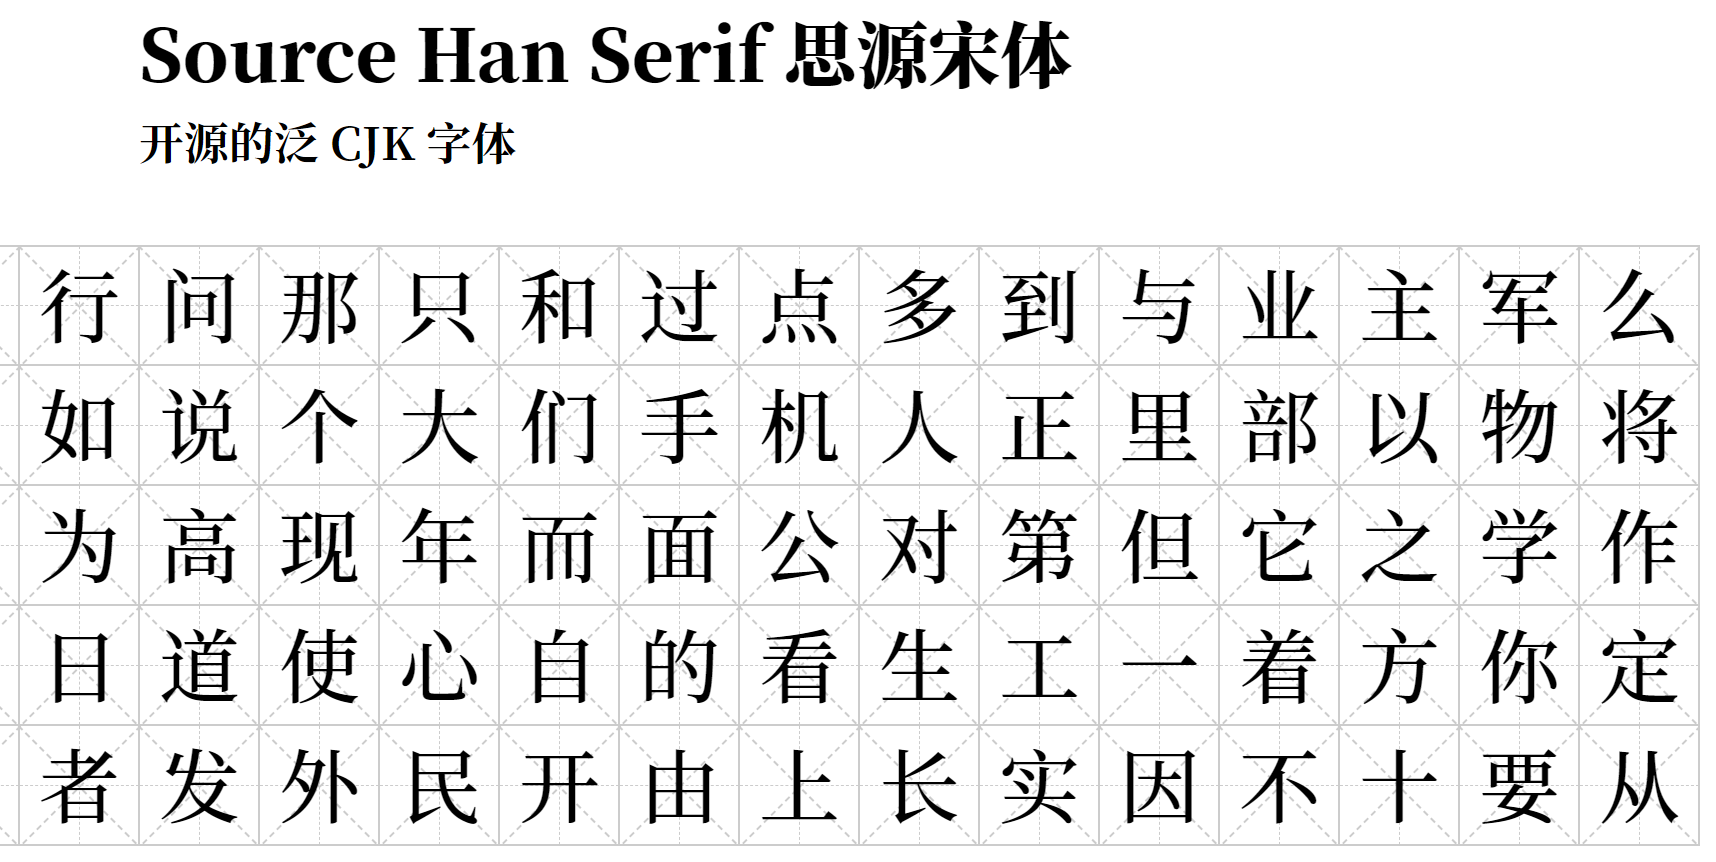 Source Han Serif 思源宋体
开源的泛 CJK 字体
行问那只和过点多到与业主军么
如说个大们手机人正里部以物将
为高现年而面公对第但它之学作
日道使心自的看生工一着方你定
者发外民开由上长实因不十要从